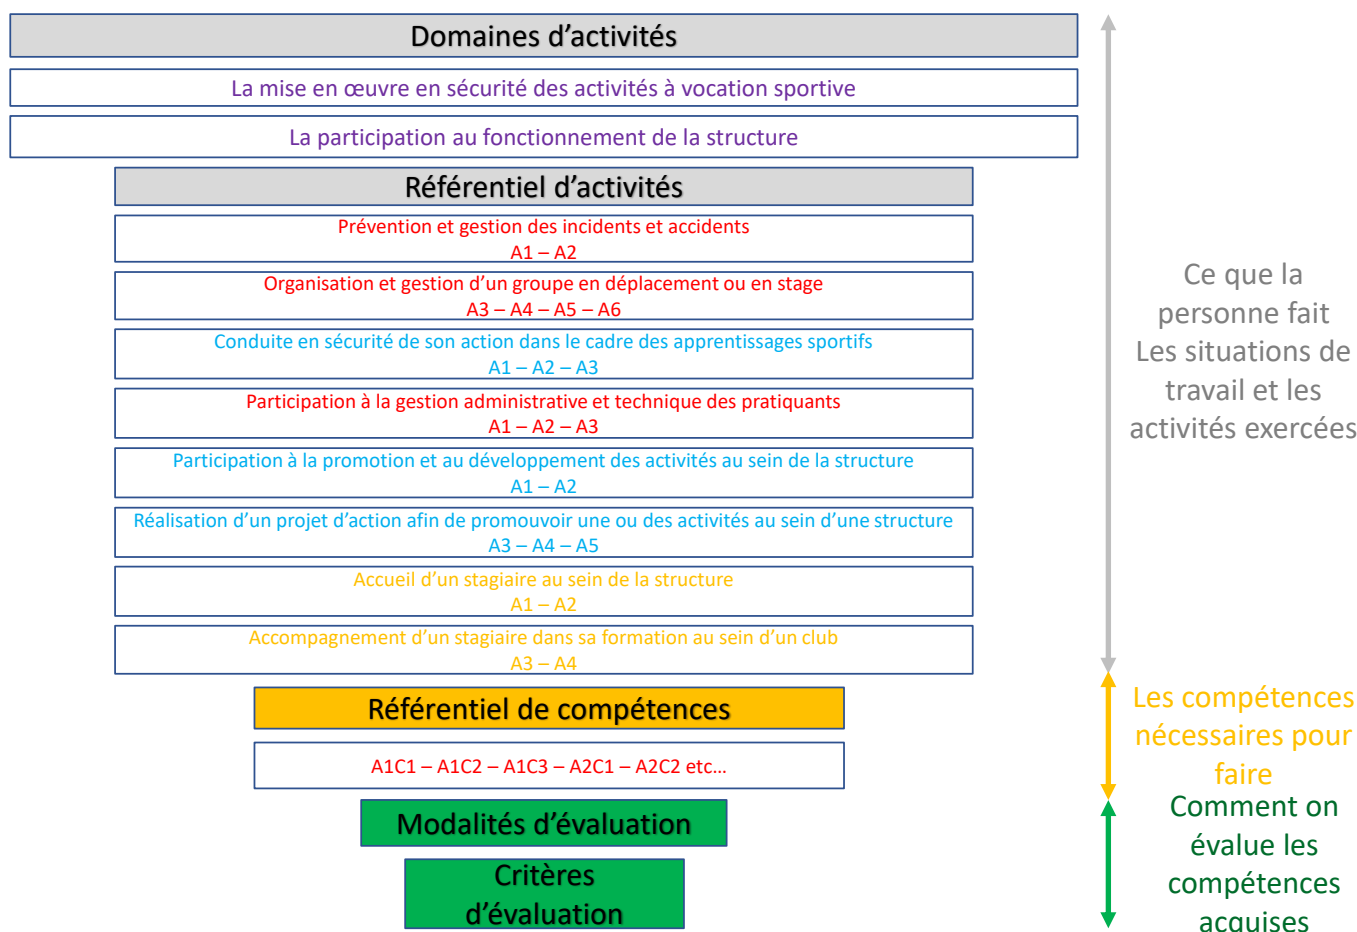 Domaines d’activités
La mise en œuvre en sécurité des activités à vocation sportive
La participation au fonctionnement de la structure
Référentiel d’activités
Prévention et gestion des incidents et accidents
A1 – A2
Organisation et gestion d’un groupe en déplacement ou en stage
A3 – A4 – A5 – A6
Conduite en sécurité de son action dans le cadre des apprentissages sportifs
A1 – A2 – A3
Participation à la gestion administrative et technique des pratiquants
A1 – A2 – A3
Participation à la promotion et au développement des activités au sein de la structure
A1 – A2
Réalisation d’un projet d’action afin de promouvoir une ou des activités au sein d’une structure
A3 – A4 – A5
Accueil d’un stagiaire au sein de la structure
A1 – A2
Accompagnement d’un stagiaire dans sa formation au sein d’un club
A3 – A4
Ce que la
personne fait
Les situations de
travail et les
activités exercées
Référentiel de compétences
A1C1 – A1C2 – A1C3 – A2C1 – A2C2 etc...
Les compétences
nécessaires pour
faire
Modalités d’évaluation
Critères
d’évaluation
Comment on
évalue les
compétences
acquises